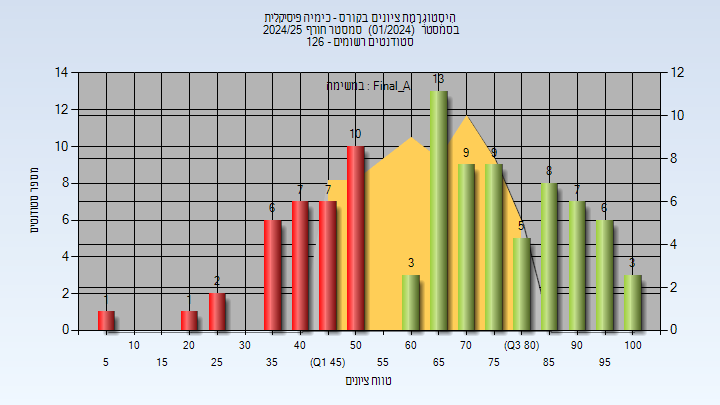 היסטוגרמת ציונים בקורס - כימיה פיסיקלית
בסמסטר (01/2024) סמסטר חורף 2024/25
סטודנטים רשומים - 126
במשימה : Final_A
מספר סטודנטים
14 12 10 8 6 4 2 0
12 10 8 6 4 2 0
1 1 2 6 7 7 10 3 13 9 9 5 8 7 6 3
10 20 30 40 50 60 70 (Q3 80) 90 100
5 15 25 35 (Q1 45) 55 65 75 85 95
טווח ציונים